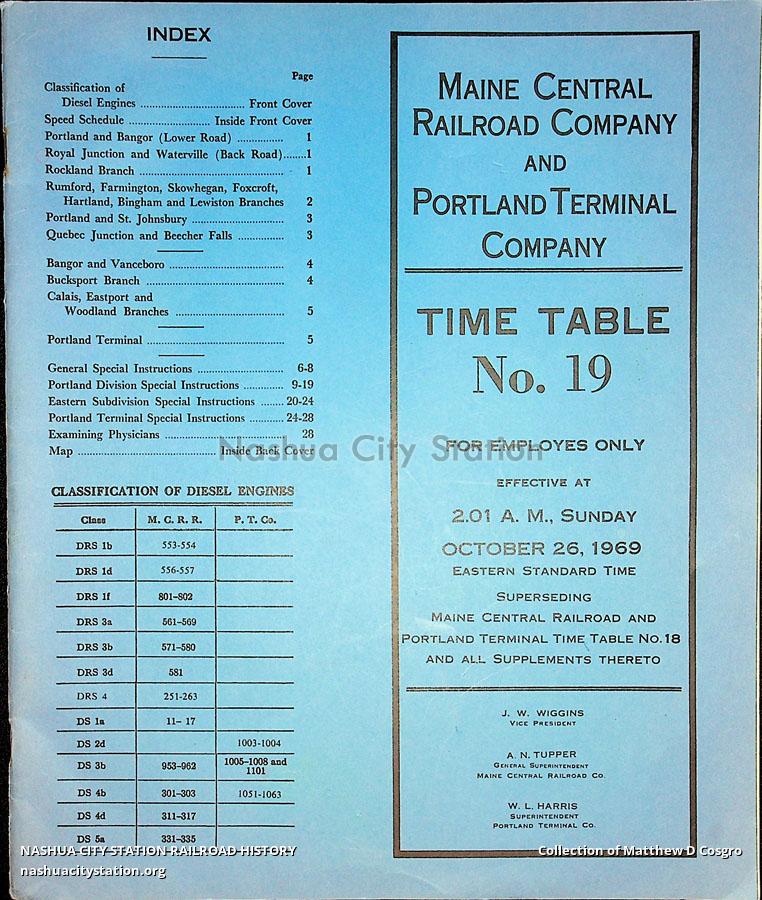 INDEX
Page
Classification of
Diesel Engines ................................ Front Cover
Speed Schedule ......................... Inside Front Cover
Portland and Bangor (Lower Road) ............... 1
Royal Junction and Waterville (Back Road).......1
Rockland Branch ............................................. 1
Rumford, Farmington, Skowhegan, Foxcroft,
Hartland, Bingham and Lewiston Branches 2
Portland and St. Johnsbury ............................. 3
Quebec Junction and Beecher Falls ............... 3
Bangor and Vanceboro ................................... 4
Bucksport Branch ........................................... 4
Calais, Eastport and
Woodland Branches .................................. 5
Portland Terminal ........................................... 5
General Special Instructions ........................... 6-8
Portland Division Special Instructions ............. 9-19
Eastern Subdivision Special Instructions ....... 20-24
Portland Terminal Special Instructions ........... 24-28
Examining Physicians ..................................... 28
Map ........................................... Inside Back Cover
CLASSIFICATION OF DIESEL ENGINES
Class M. C. R. R. P. T. Co.
DRS 1b 553-554
DRS 1d 556-557
DRS 1f 801-802
DRS 3a 561-569
DRS 3b 571-580
DRS 3d 581
DRS 4 251-263
DS 1a 11- 17
DS 2d 1003-1004
DS 3b 953-962 1005-1008 and
1101
DS 4b 301-303 1051-1063
DS 4d 311-317
DS 5a 331-335
MAINE CENTRAL
RAILROAD COMPANY
AND
PORTLAND TERMINAL
COMPANY
TIME TABLE
No. 19
FOR EMPLOYES ONLY
EFFECTIVE AT
2.01 A. M., SUNDAY
OCTOBER 26, 1969
EASTERN STANDARD TIME
SUPERSEDING
MAINE CENTRAL RAILROAD AND
PORTLAND TERMINAL TIME TABLE No. 18
AND ALL SUPPLEMENTS THERETO
J. W. WIGGINS
VICE PRESIDENT
A. N. TUPPER
GENERAL SUPERINTENDENT
MAINE CENTRAL RAILROAD CO.
W. L. HARRIS
SUPERINTENDENT
PORTLAND TERMINAL CO.
Nashua City Station
NASHUA CITY STATION RAILROAD HISTORY
nashuacitystation.org
Collection of Matthew D Cosgro